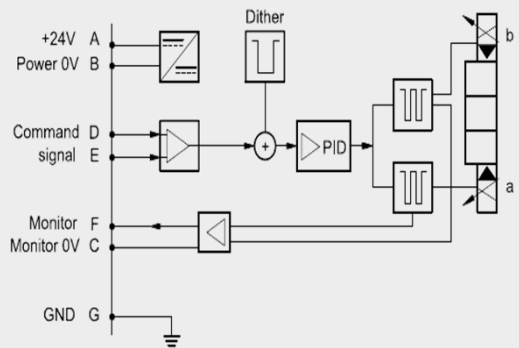 Dither
+24V A
Power 0V B
b
Command D
signal E
+
PID
a
Monitor F
Monitor 0V C
GND G